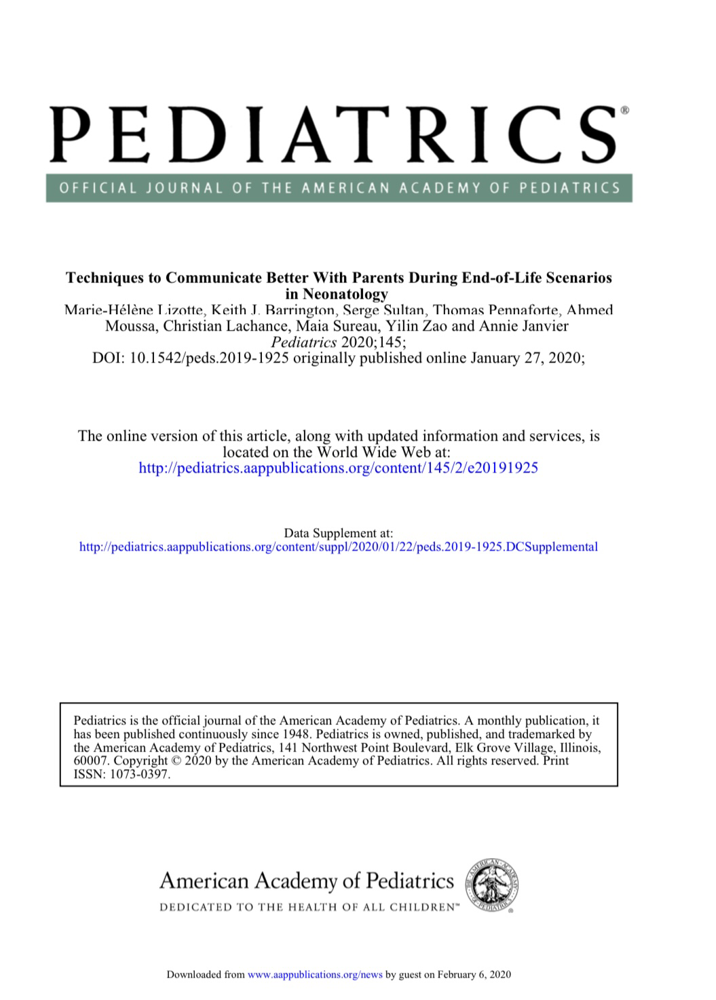 PEDIATRICS®
OFFICIAL JOURNAL OF THE AMERICAN ACADEMY OF PEDIATRICS
Techniques to Communicate Better With Parents During End-of-Life Scenarios
in Neonatology
Marie-Hélène Lizotte, Keith J. Barrington, Serge Sultan, Thomas Pennaforte, Ahmed
Moussa, Christian Lachance, Maia Sureau, Yilin Zao and Annie Janvier
Pediatrics 2020;145;
DOI: 10.1542/peds.2019-1925 originally published online January 27, 2020;
The online version of this article, along with updated information and services, is
located on the World Wide Web at:
http://pediatrics.aappublications.org/content/145/2/e20191925
Data Supplement at:
http://pediatrics.aappublications.org/content/suppl/2020/01/22/peds.2019-1925.DCSupplemental
Pediatrics is the official journal of the American Academy of Pediatrics. A monthly publication, it
has been published continuously since 1948. Pediatrics is owned, published, and trademarked by
the American Academy of Pediatrics, 141 Northwest Point Boulevard, Elk Grove Village, Illinois,
60007. Copyright © 2020 by the American Academy of Pediatrics. All rights reserved. Print
ISSN: 1073-0397.
American Academy of Pediatrics
DEDICATED TO THE HEALTH OF ALL CHILDREN™
THE AMERICAN ACADEMY OF PEDIATRICS ®
Downloaded from www.aappublications.org/news by guest on February 6, 2020